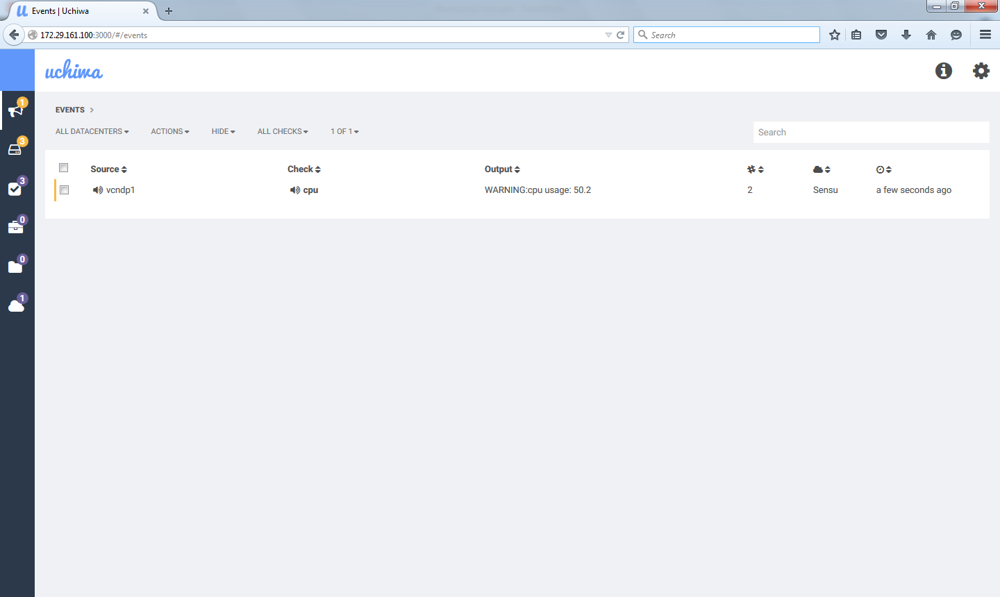 Events | Uchiwa
172.29.161.100:3000/#/events
Search
uchiwa
1
3
3
0
0
1
EVENTS
ALL DATACENTERS ACTIONS HIDE ALL CHECKS 1 OF 1
Search
Source Check Output
vcndp1 cpu WARNING:cpu usage: 50.2 2 Sensu a few seconds ago